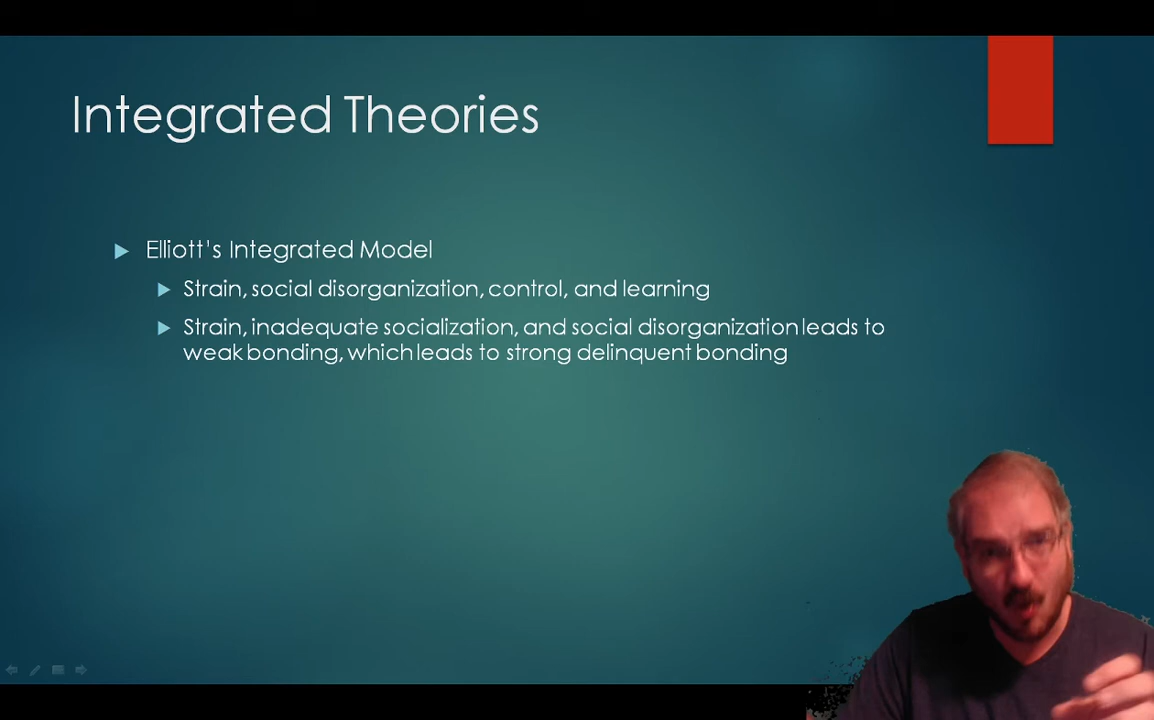 Integrated Theories
Elliott's Integrated Model
Strain, social disorganization, control, and learning
Strain, inadequate socialization, and social disorganization leads to
weak bonding, which leads to strong delinquent bonding